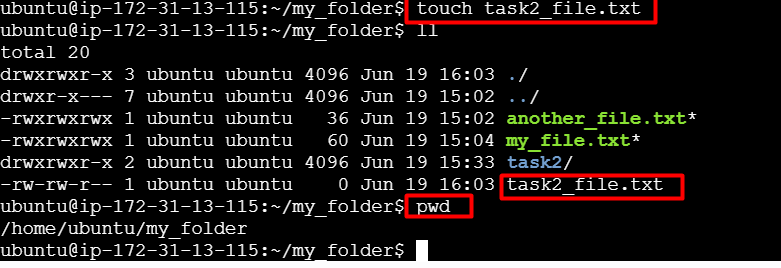 ubuntu@ip-172-31-13-115:~/my_folder$ touch task2_file.txt
ubuntu@ip-172-31-13-115:~/my_folder$ ll
total 20
drwxrwxr-x 3 ubuntu ubuntu 4096 Jun 19 16:03 ./
drwxr-x--- 7 ubuntu ubuntu 4096 Jun 19 15:02 ../
-rwxrwxrwx 1 ubuntu ubuntu   36 Jun 19 15:02 another_file.txt*
-rwxrwxrwx 1 ubuntu ubuntu   60 Jun 19 15:04 my_file.txt*
drwxrwxr-x 2 ubuntu ubuntu 4096 Jun 19 15:33 task2/
-rw-rw-r-- 1 ubuntu ubuntu    0 Jun 19 16:03 task2_file.txt
ubuntu@ip-172-31-13-115:~/my_folder$ pwd
/home/ubuntu/my_folder
ubuntu@ip-172-31-13-115:~/my_folder$